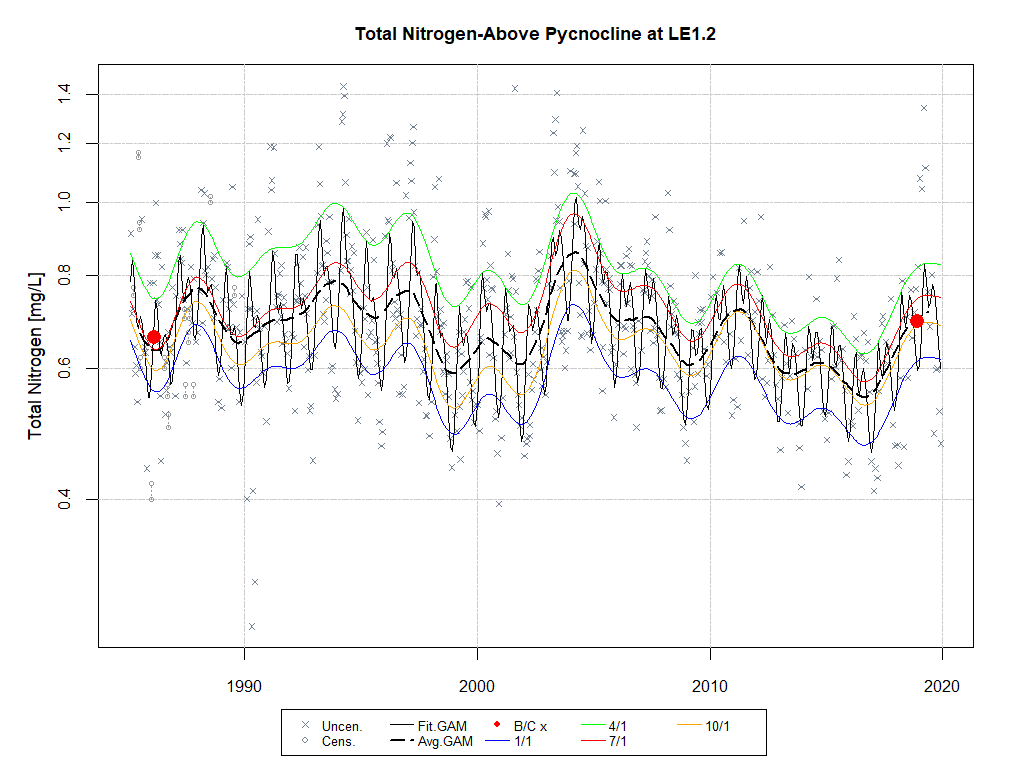 Total Nitrogen-Above Pycnocline at LE1.2
Total Nitrogen [mg/L]
1.4
1.2
1.0
0.8
0.6
0.4
1990 2000 2010 2020
Uncen. Fit.GAM B/C x 4/1 10/1
Cens. Avg.GAM 1/1 7/1